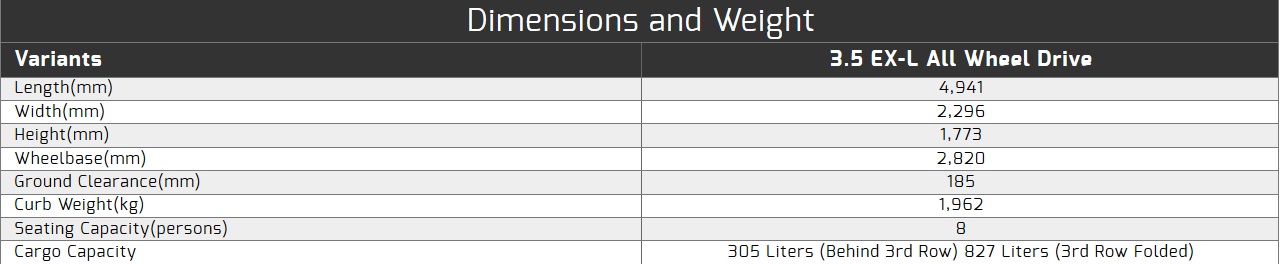 Dimensions and Weight
Variants 3.5 EX-L All Wheel Drive
Length(mm) 4,941
Width(mm) 2,296
Height(mm) 1,773
Wheelbase(mm) 2,820
Ground Clearance(mm) 185
Curb Weight(kg) 1,962
Seating Capacity(persons) 8
Cargo Capacity 305 Liters (Behind 3rd Row) 827 Liters (3rd Row Folded)